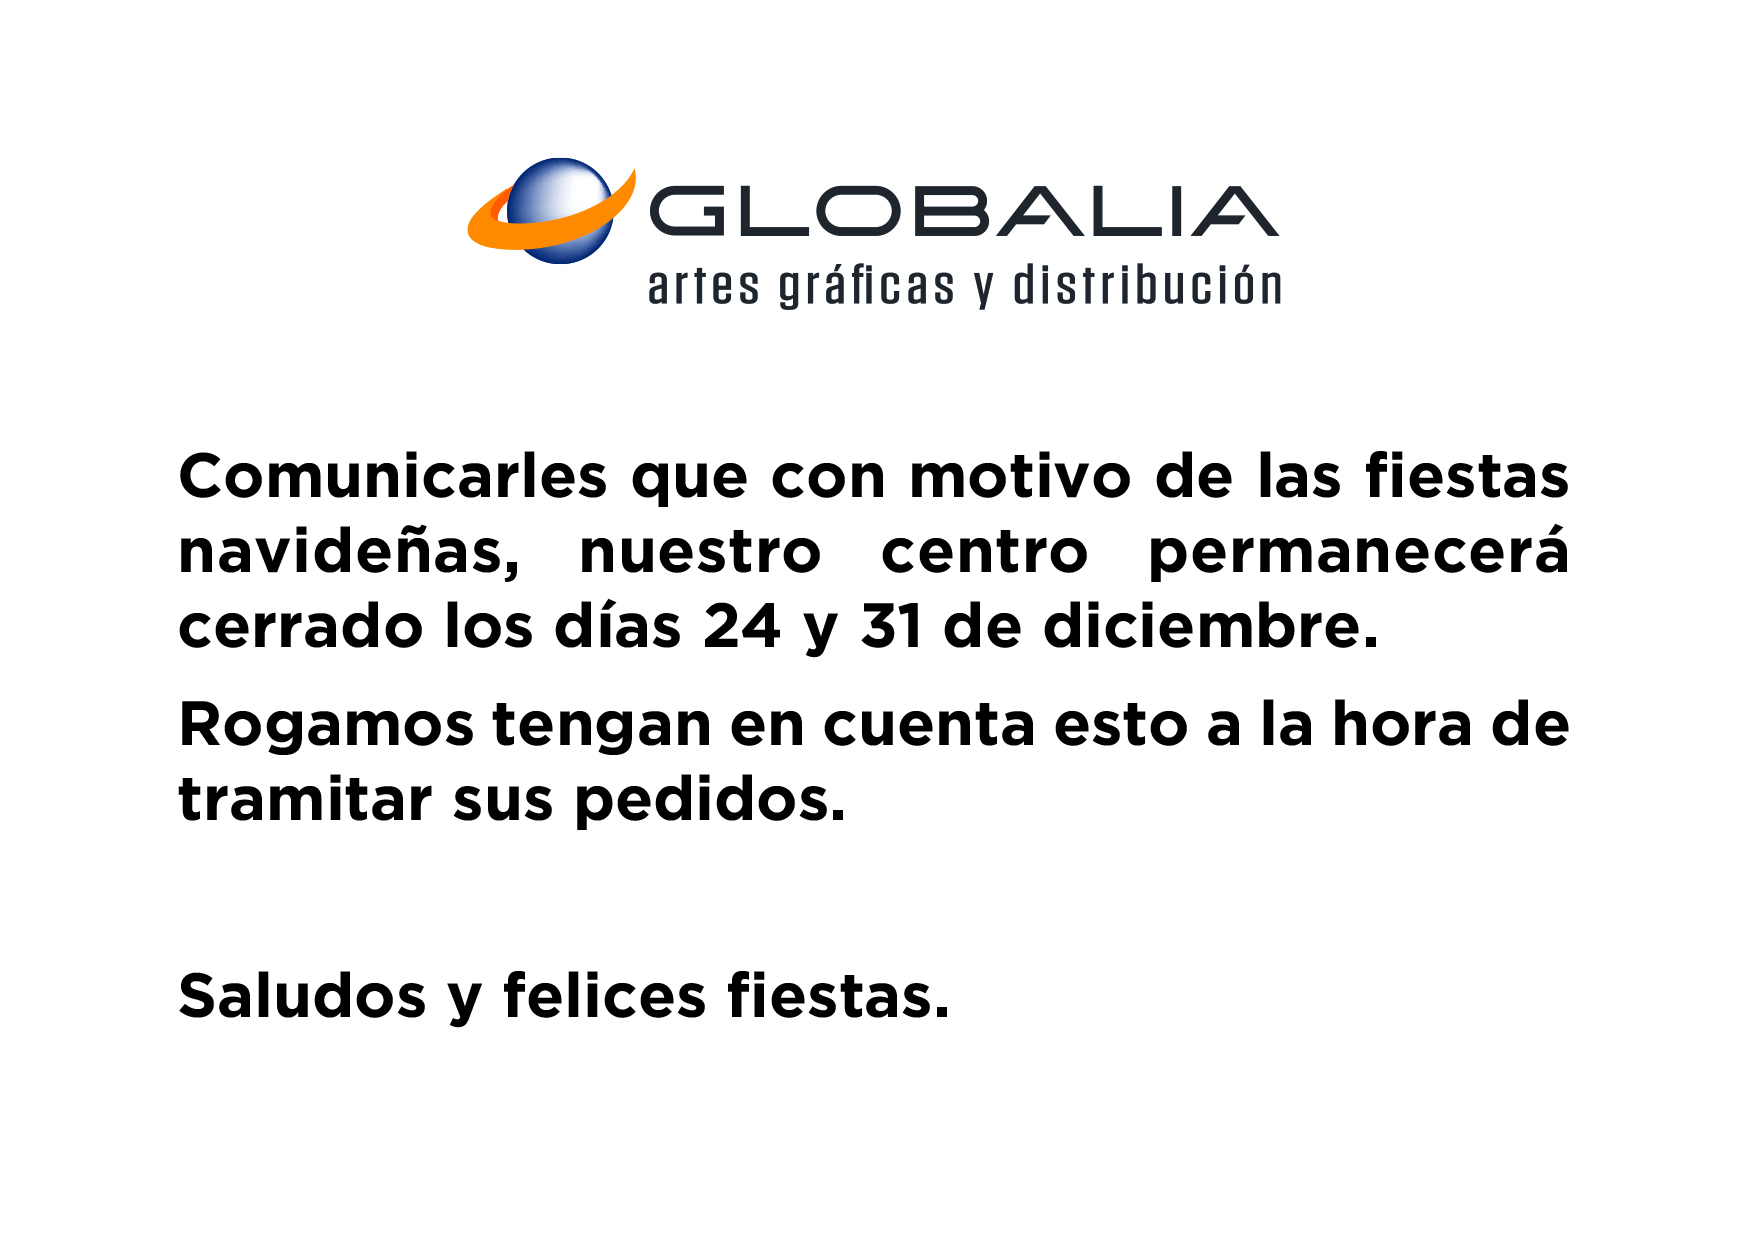 GLOBALIA
artes gráficas y distribución
Comunicarles que con motivo de las fiestas
navideñas, nuestro centro permanecerá
cerrado los días 24 y 31 de diciembre.
Rogamos tengan en cuenta esto a la hora de
tramitar sus pedidos.
Saludos y felices fiestas.